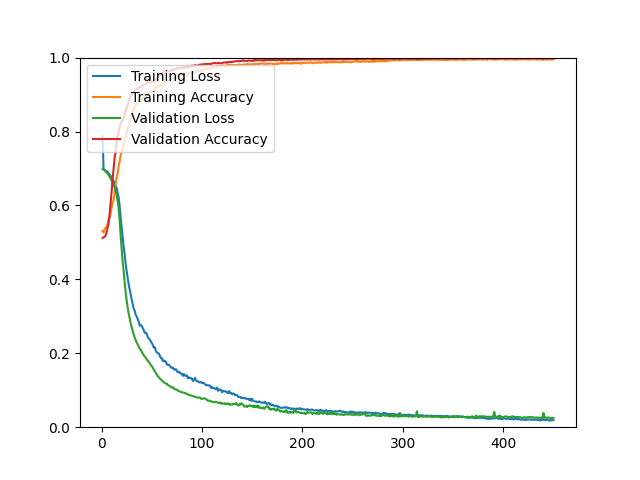 1.0
0.8
0.6
0.4
0.2
0.0
Training Loss
Training Accuracy
Validation Loss
Validation Accuracy
0 100 200 300 400